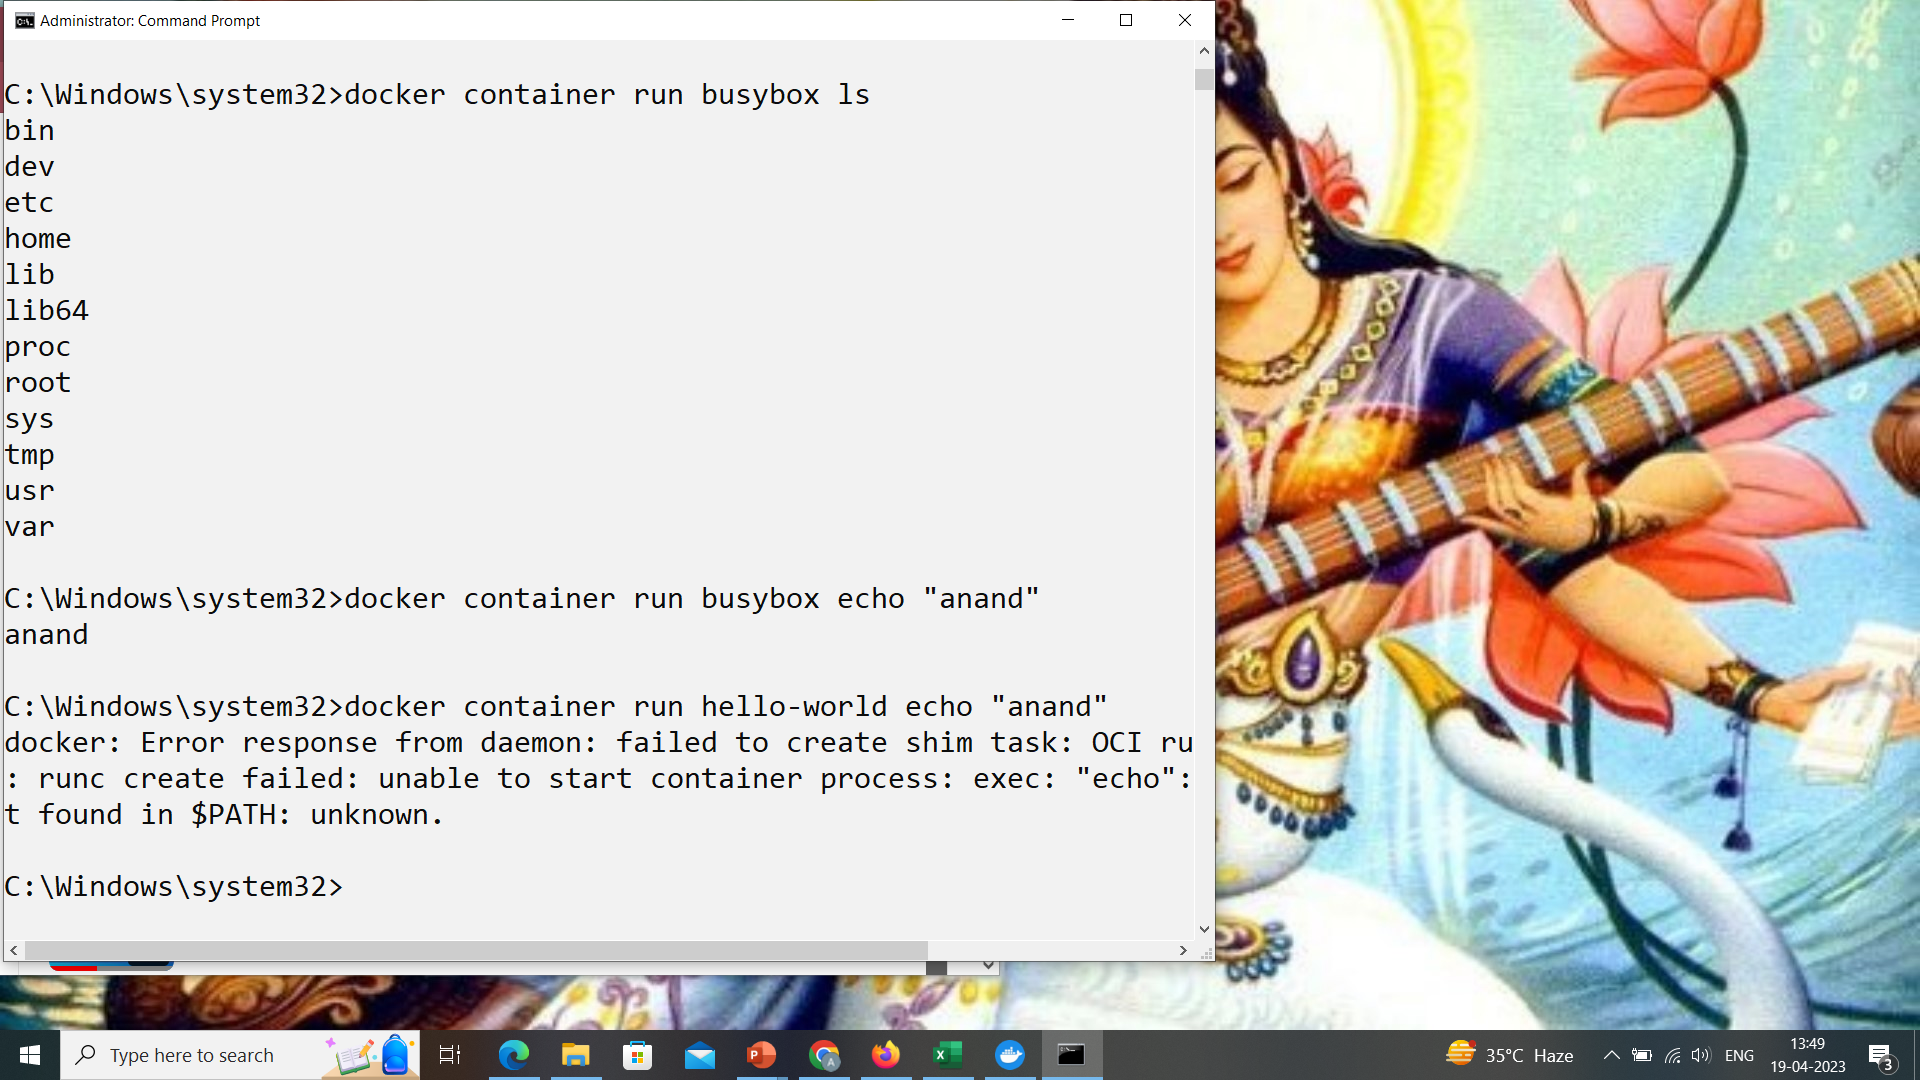 Administrator: Command Prompt
C:\Windows\system32>docker container run busybox ls
bin
dev
etc
home
lib
lib64
proc
root
sys
tmp
usr
var
C:\Windows\system32>docker container run busybox echo "anand"
anand
C:\Windows\system32>docker container run hello-world echo "anand"
docker: Error response from daemon: failed to create shim task: OCI ru
: runc create failed: unable to start container process: exec: "echo":
t found in $PATH: unknown.
C:\Windows\system32>
Type here to search
35°C Haze
ENG
13:49
19-04-2023
3